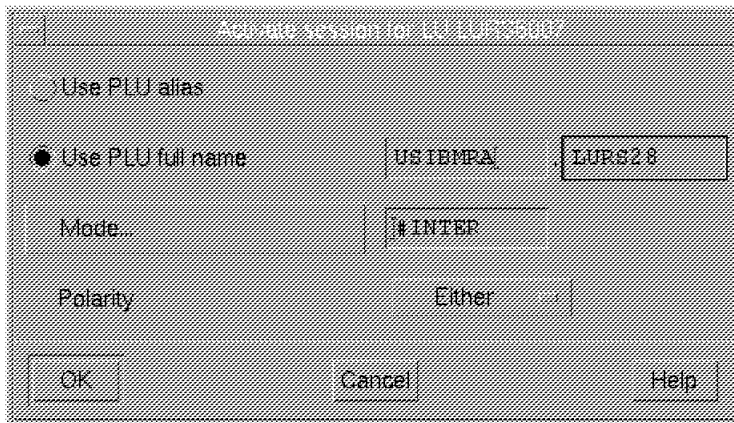 Activate session for LU LURS6007
Use PLU alias
Use PLU full name USIBMRA . LURS28
Mode... #INTER
Polarity Either
OK Cancel Help